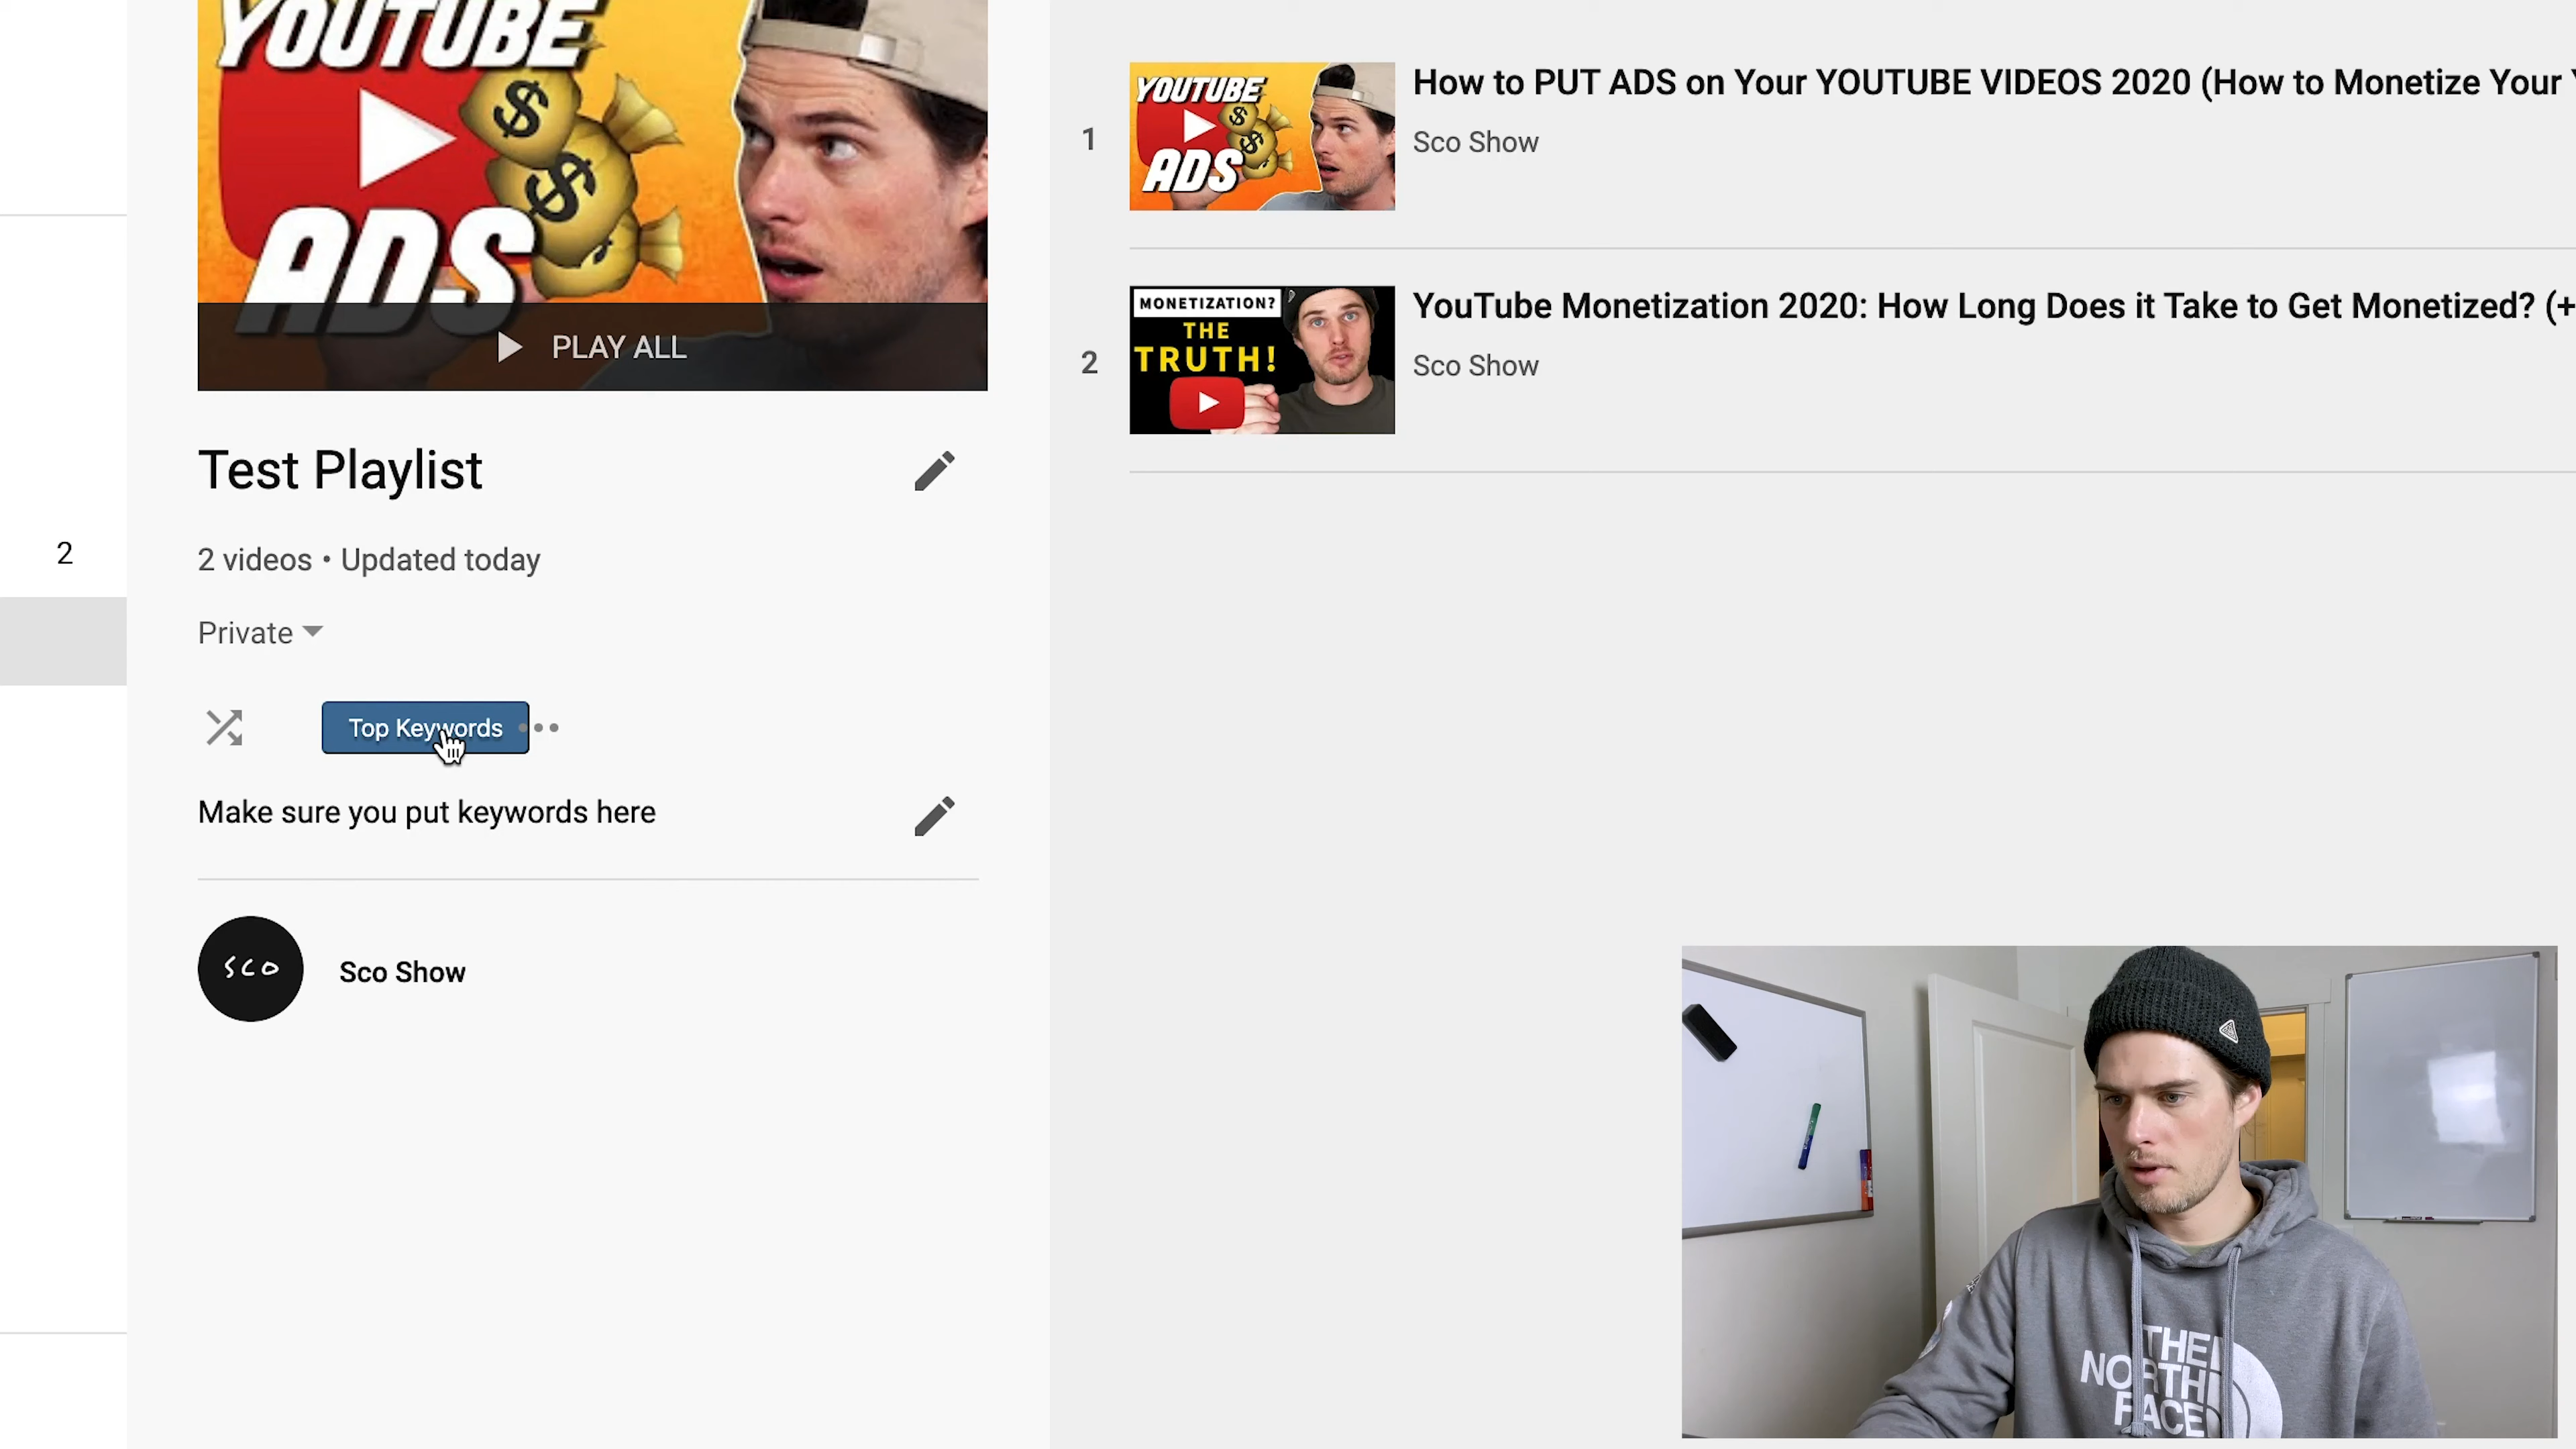 YOUTUBE
ADS
PLAY ALL
Test Playlist
2 videos • Updated today
2
Private
Top Keywords
Make sure you put keywords here
SCO
Sco Show
1
YOUTUBE
ADS
How to PUT ADS on Your YOUTUBE VIDEOS 2020 (How to Monetize Your
Sco Show
2
MONETIZATION?
THE
TRUTH!
YouTube Monetization 2020: How Long Does it Take to Get Monetized? (+
Sco Show
THE
NORTH
FACE